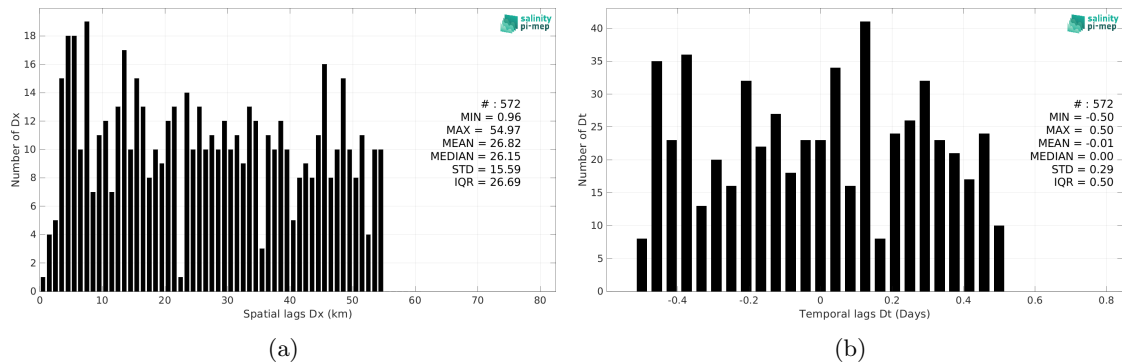 salinity
pi-mep
18
16
14
12
10
8
6
4
2
0
Number of Dx
# : 572
MIN = 0.96
MAX = 54.97
MEAN = 26.82
MEDIAN = 26.15
STD = 15.59
IQR = 26.69
0 10 20 30 40 50 60 70 80
Spatial lags Dx (km)
(a)
salinity
pi-mep
40
35
30
25
20
15
10
5
0
Number of Dt
# : 572
MIN = -0.50
MAX = 0.50
MEAN = -0.01
MEDIAN = 0.00
STD = 0.29
IQR = 0.50
-0.4 -0.2 0 0.2 0.4 0.6 0.8
Temporal lags Dt (Days)
(b)